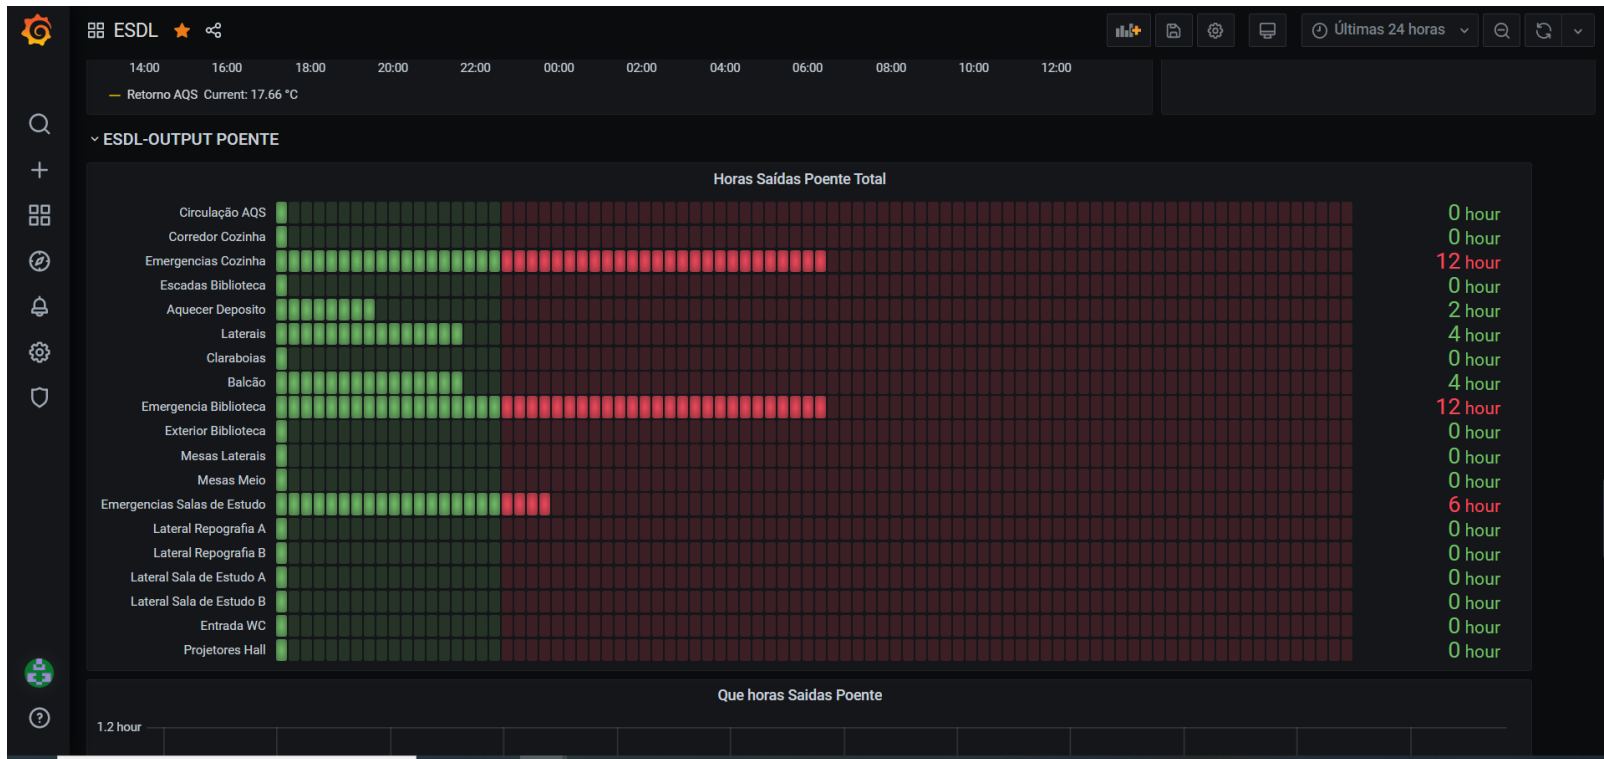 ESDL
Últimas 24 horas
14:00 16:00 18:00 20:00 22:00 00:00 02:00 04:00 06:00 08:00 10:00 12:00
Retorno AQS Current: 17.66 °C
ESDL-OUTPUT POENTE
Horas Saídas Poente Total
Circulação AQS 0 hour
Corredor Cozinha 0 hour
Emergencias Cozinha 12 hour
Escadas Biblioteca 0 hour
Aquecer Deposito 2 hour
Laterais 4 hour
Claraboias 0 hour
Balcão 4 hour
Emergencia Biblioteca 12 hour
Exterior Biblioteca 0 hour
Mesas Laterais 0 hour
Mesas Meio 0 hour
Emergencias Salas de Estudo 6 hour
Lateral Repografia A 0 hour
Lateral Repografia B 0 hour
Lateral Sala de Estudo A 0 hour
Lateral Sala de Estudo B 0 hour
Entrada WC 0 hour
Projetores Hall 0 hour
Que horas Saidas Poente
1.2 hour